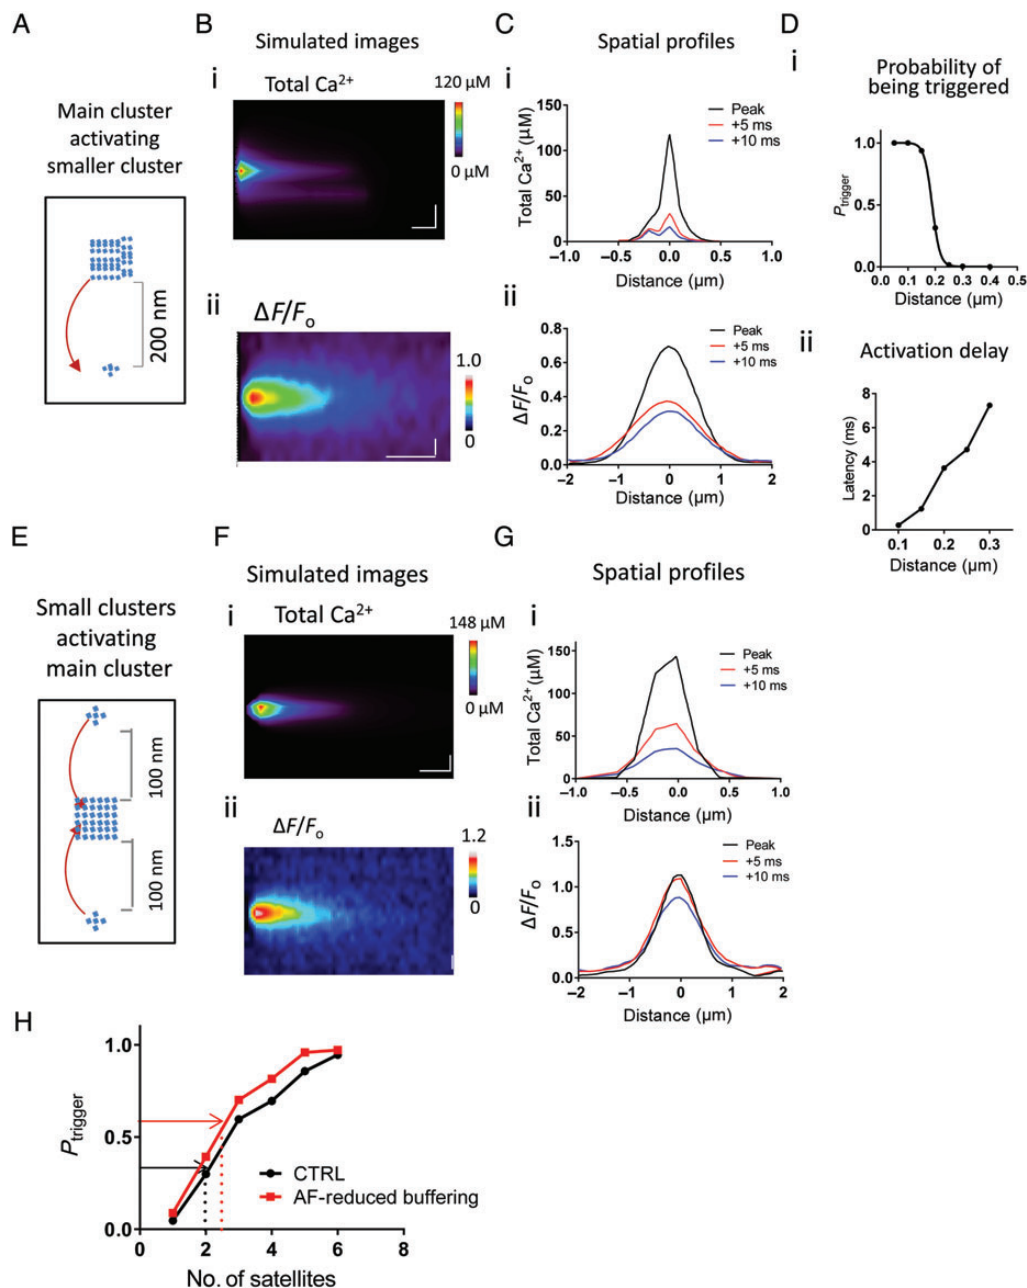 A
Main cluster
activating
smaller cluster
200 nm
B
Simulated images
i
Total Ca²⁺
120 µM
0 µM
ii
ΔF/Fo
1.0
0
C
Spatial profiles
i
Total Ca²⁺ (µM)
150
100
50
0
Peak
+5 ms
+10 ms
−1.0 −0.5 0.0 0.5 1.0
Distance (µm)
ii
ΔF/Fo
0.8
0.6
0.4
0.2
0.0
Peak
+5 ms
+10 ms
−2 −1 0 1 2
Distance (µm)
D
i
Probability of
being triggered
Ptrigger
1.0
0.5
0.0
0.0 0.1 0.2 0.3 0.4 0.5
Distance (µm)
ii
Activation delay
Latency (ms)
8
6
4
2
0
0.1 0.2 0.3
Distance (µm)
E
Small clusters
activating
main cluster
100 nm
100 nm
F
Simulated images
i
Total Ca²⁺
148 µM
0 µM
ii
ΔF/Fo
1.2
0
G
Spatial profiles
i
Total Ca²⁺ (µM)
150
100
50
0
Peak
+5 ms
+10 ms
−1.0 −0.5 0.0 0.5 1.0
Distance (µm)
ii
ΔF/Fo
1.5
1.0
0.5
0.0
Peak
+5 ms
+10 ms
−2 −1 0 1 2
Distance (µm)
H
Ptrigger
1.0
0.5
0.0
CTRL
AF-reduced buffering
0 2 4 6 8
No. of satellites